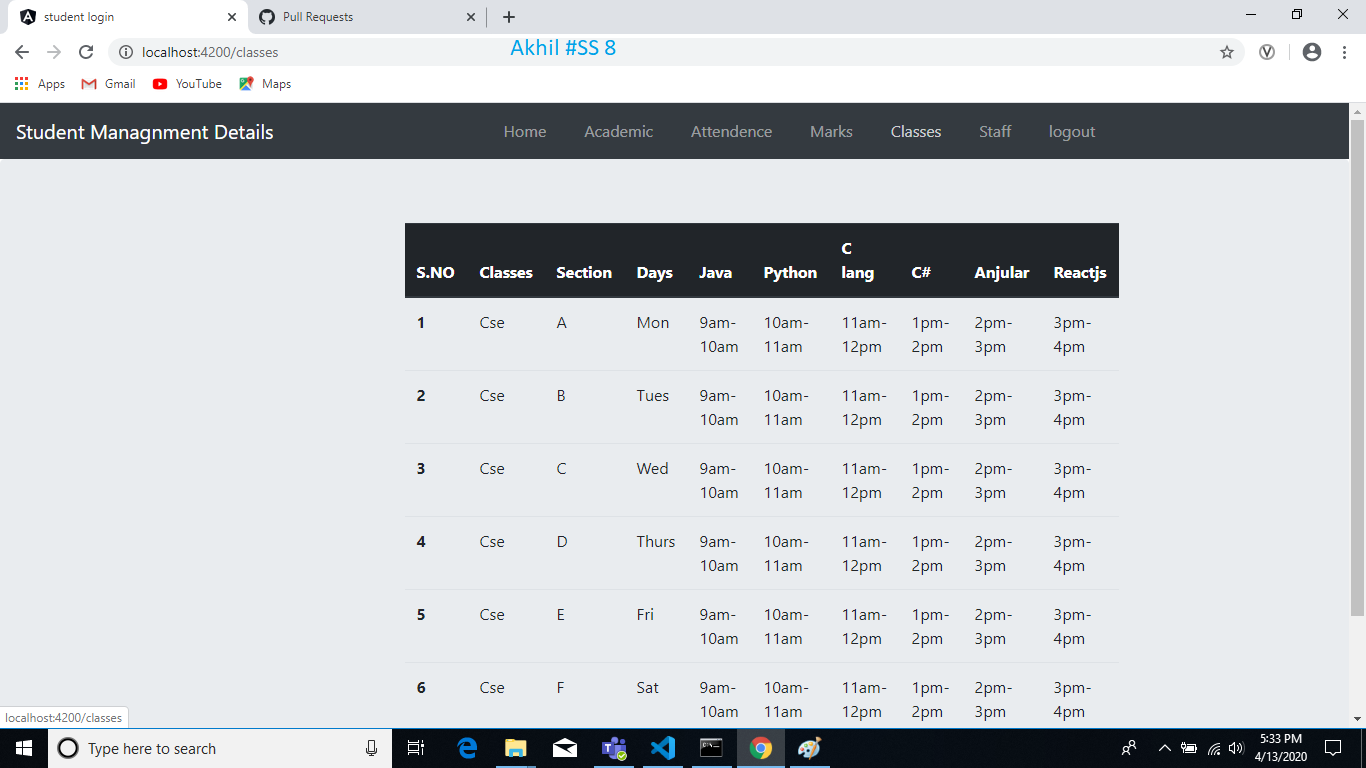 student login
Pull Requests
localhost:4200/classes
Akhil #SS 8
Apps Gmail YouTube Maps
Student Managnment Details Home Academic Attendence Marks Classes Staff logout
S.NO Classes Section Days Java Python C lang C# Anjular Reactjs
1 Cse A Mon 9am-10am 10am-11am 11am-12pm 1pm-2pm 2pm-3pm 3pm-4pm
2 Cse B Tues 9am-10am 10am-11am 11am-12pm 1pm-2pm 2pm-3pm 3pm-4pm
3 Cse C Wed 9am-10am 10am-11am 11am-12pm 1pm-2pm 2pm-3pm 3pm-4pm
4 Cse D Thurs 9am-10am 10am-11am 11am-12pm 1pm-2pm 2pm-3pm 3pm-4pm
5 Cse E Fri 9am-10am 10am-11am 11am-12pm 1pm-2pm 2pm-3pm 3pm-4pm
6 Cse F Sat 9am-10am 10am-11am 11am-12pm 1pm-2pm 2pm-3pm 3pm-4pm
localhost:4200/classes
Type here to search
5:33 PM
4/13/2020